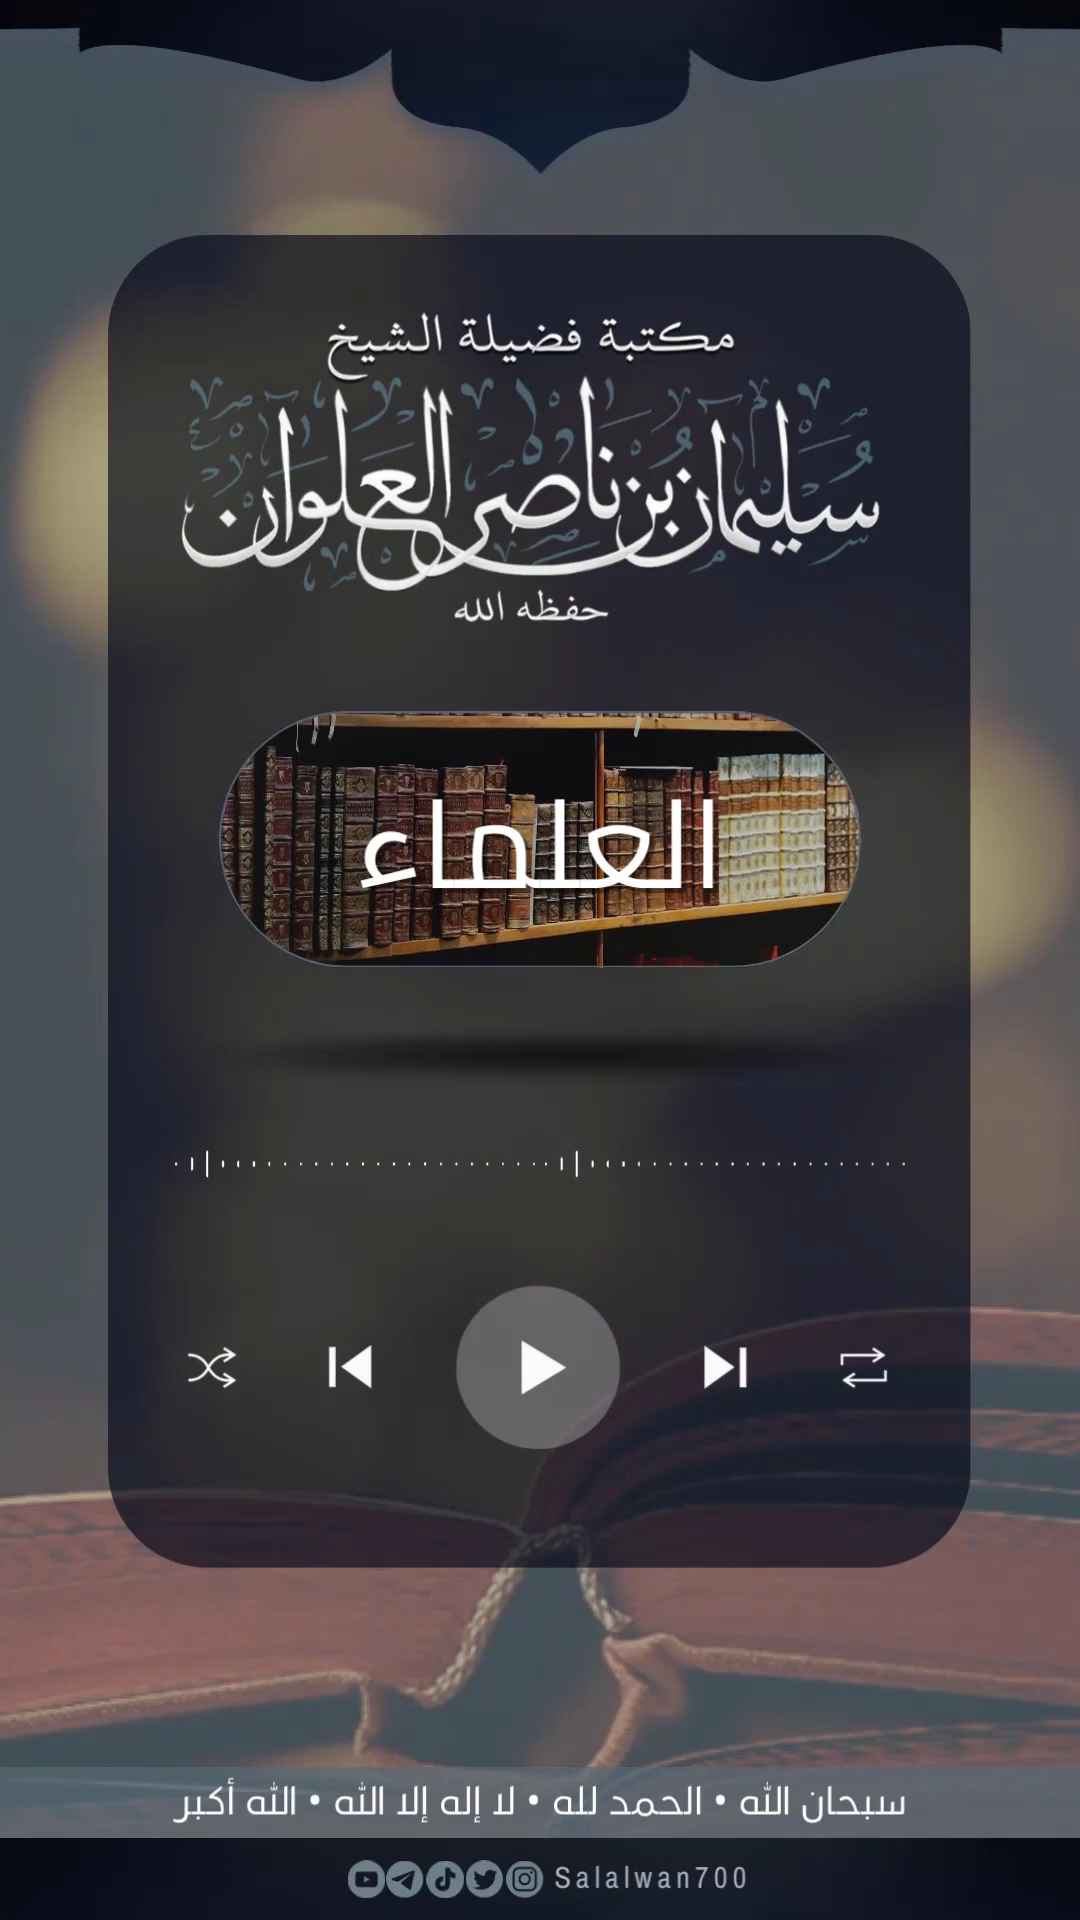 مكتبة فضيلة الشيخ
سليمان بن ناصر العلوان
حفظه الله
العلماء
سبحان الله • الحمد لله • لا إله إلا الله • الله أكبر
Salalwan700